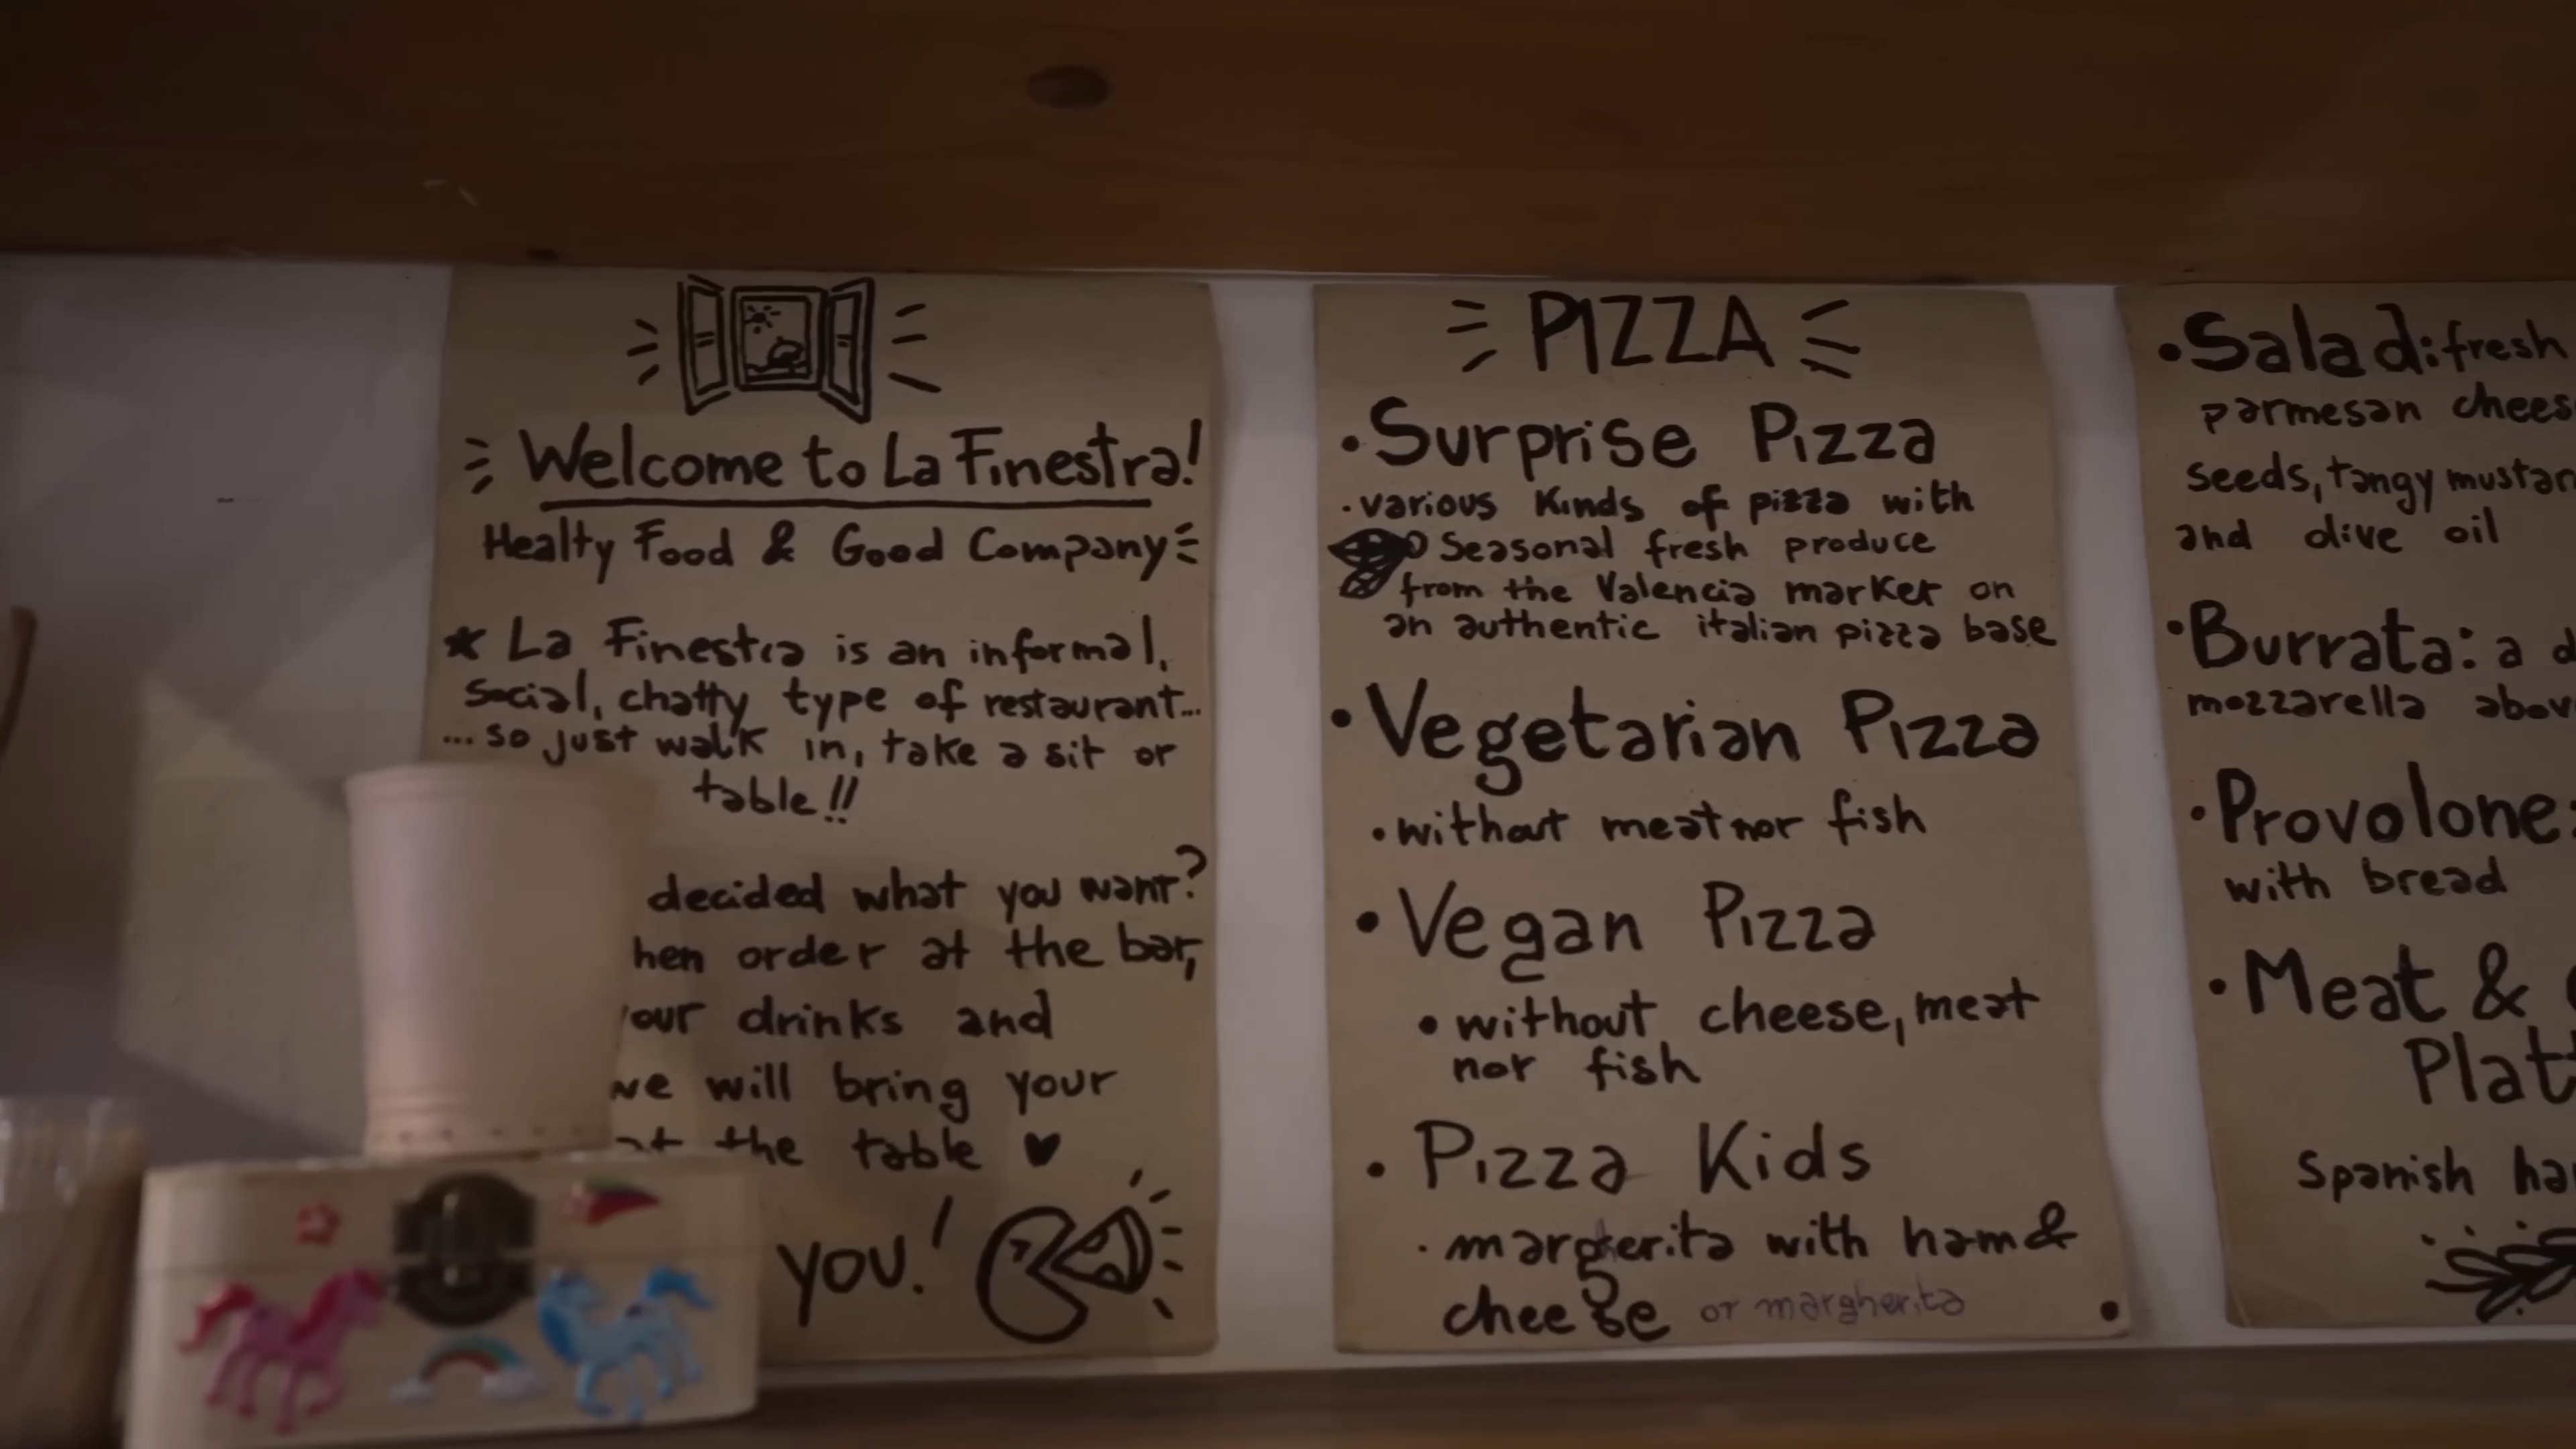 Welcome to La Finestra!
Healty Food & Good Company
★ La Finestra is an informal,
social, chatty type of restaurant...
...so just walk in, take a sit or
table!!
decided what you want?
hen order at the bar,
our drinks and
we will bring your
at the table ♥
YOU!
PIZZA
• Surprise Pizza
• various kinds of pizza with
Seasonal fresh produce
from the Valencia market on
an authentic italian pizza base
• Vegetarian Pizza
• without meat nor fish
• Vegan Pizza
• without cheese, meat
nor fish
• Pizza Kids
• margherita with ham &
cheese or margherita
• Salad: fresh
parmesan chees
seeds, tangy mustar
and olive oil
• Burrata: a d
mozzarella abov
• Provolone:
with bread
• Meat &
Platt
Spanish ha